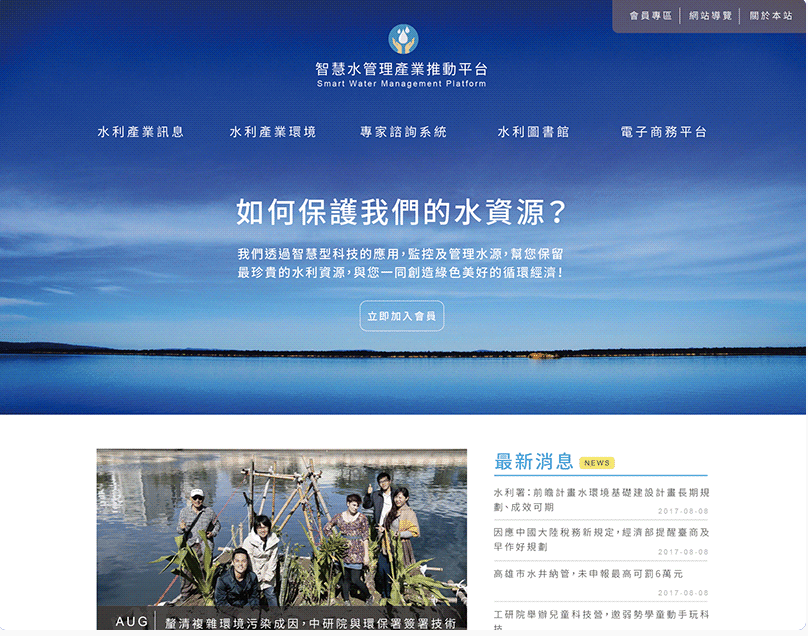 會員專區 網站導覽 關於本站
智慧水管理產業推動平台
Smart Water Management Platform
水利產業訊息 水利產業環境 專家諮詢系統 水利圖書館 電子商務平台
如何保護我們的水資源？
我們透過智慧型科技的應用，監控及管理水源，幫您保留
最珍貴的水利資源，與您一同創造綠色美好的循環經濟！
立即加入會員
AUG 釐清複雜環境污染成因，中研院與環保署簽署技術
最新消息 NEWS
水利署：前瞻計畫水環境基礎建設計畫長期規
劃、成效可期
2017-08-08
因應中國大陸稅務新規定，經濟部提醒臺商及
早作好規劃
2017-08-08
高雄市水井納管，未申報最高可罰6萬元
2017-08-08
工研院舉辦兒童科技營，邀弱勢學童動手玩科
技